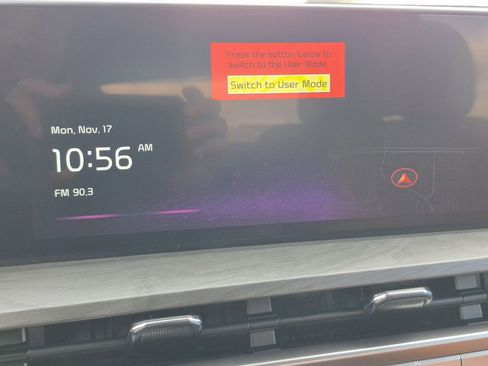 Press the button below to
switch to the User Mode.
Switch to User Mode
Mon, Nov. 17
10:56 AM
FM 90.3